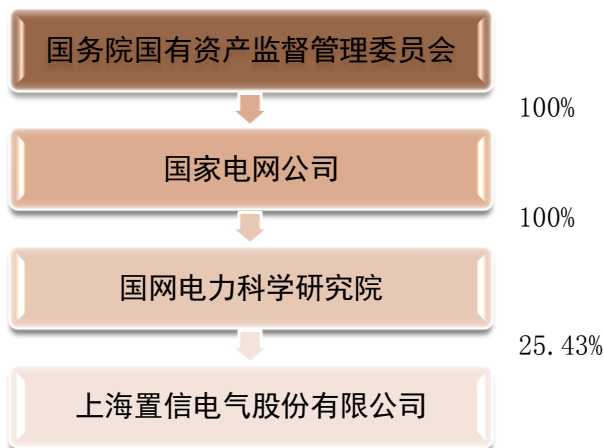 国务院国有资产监督管理委员会
100%
国家电网公司
100%
国网电力科学研究院
25.43%
上海置信电气股份有限公司